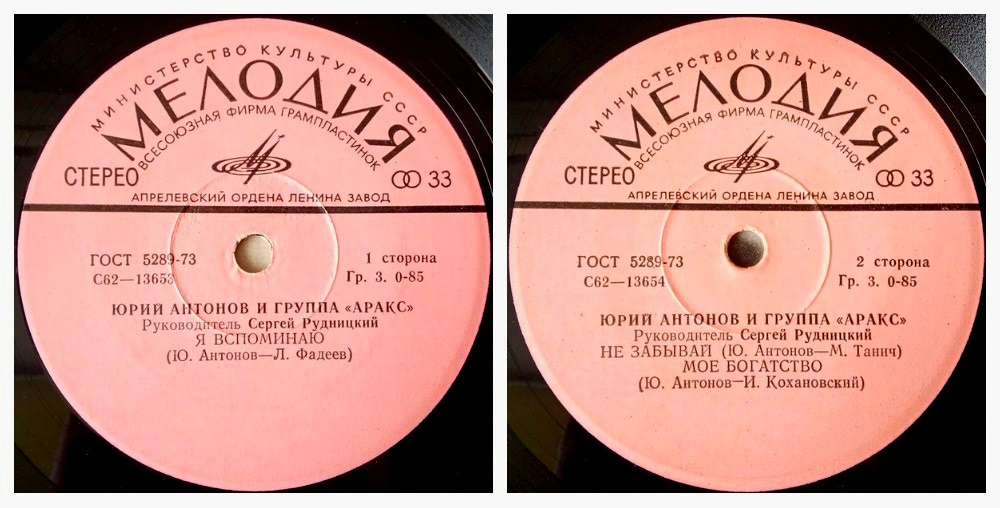 МИНИСТЕРСТВО КУЛЬТУРЫ СССР
МЕЛОДИЯ
ВСЕСОЮЗНАЯ ФИРМА ГРАМПЛАСТИНОК
СТЕРЕО 33
АПРЕЛЕВСКИЙ ОРДЕНА ЛЕНИНА ЗАВОД
ГОСТ 5289-73 1 сторона
С62—13653 Гр. 3. 0-85
ЮРИЙ АНТОНОВ И ГРУППА «АРАКС»
Руководитель Сергей Рудницкий
Я ВСПОМИНАЮ
(Ю. Антонов—Л. Фадеев)
МИНИСТЕРСТВО КУЛЬТУРЫ СССР
МЕЛОДИЯ
ВСЕСОЮЗНАЯ ФИРМА ГРАМПЛАСТИНОК
СТЕРЕО 33
АПРЕЛЕВСКИЙ ОРДЕНА ЛЕНИНА ЗАВОД
ГОСТ 5289-73 2 сторона
С62—13654 Гр. 3. 0-85
ЮРИЙ АНТОНОВ И ГРУППА «АРАКС»
Руководитель Сергей Рудницкий
НЕ ЗАБЫВАЙ (Ю. Антонов—М. Танич)
МОЕ БОГАТСТВО
(Ю. Антонов—И. Кохановский)